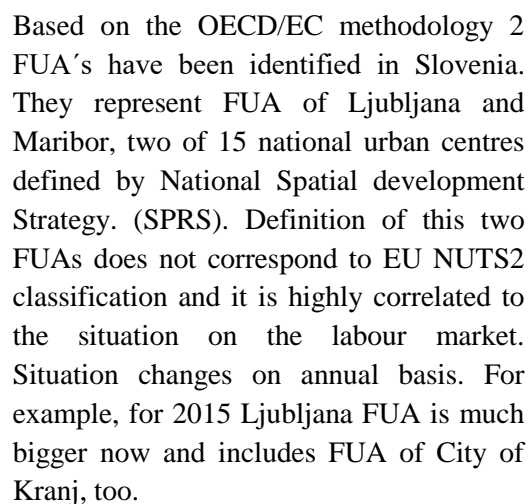 Based on the OECD/EC methodology 2
FUA´s have been identified in Slovenia.
They represent FUA of Ljubljana and
Maribor, two of 15 national urban centres
defined by National Spatial development
Strategy. (SPRS). Definition of this two
FUAs does not correspond to EU NUTS2
classification and it is highly correlated to
the situation on the labour market.
Situation changes on annual basis. For
example, for 2015 Ljubljana FUA is much
bigger now and includes FUA of City of
Kranj, too.